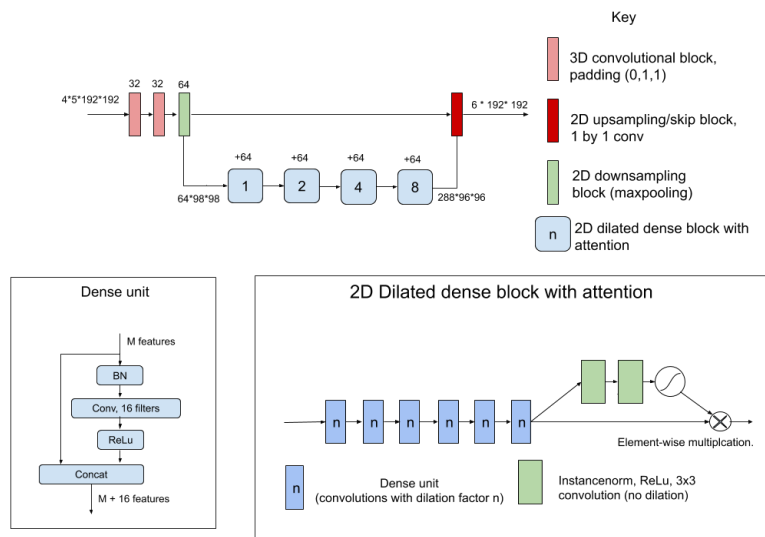 Key
3D convolutional block,
padding (0,1,1)
2D upsampling/skip block,
1 by 1 conv
2D downsampling
block (maxpooling)
n
2D dilated dense block with
attention
32 32 64
4*5*192*192
6 * 192* 192
+64 +64 +64 +64
1 2 4 8
64*98*98
288*96*96
Dense unit
M features
BN
Conv, 16 filters
ReLu
Concat
M + 16 features
2D Dilated dense block with attention
n n n n n n
Element-wise multiplcation.
n
Dense unit
(convolutions with dilation factor n)
Instancenorm, ReLu, 3x3
convolution (no dilation)